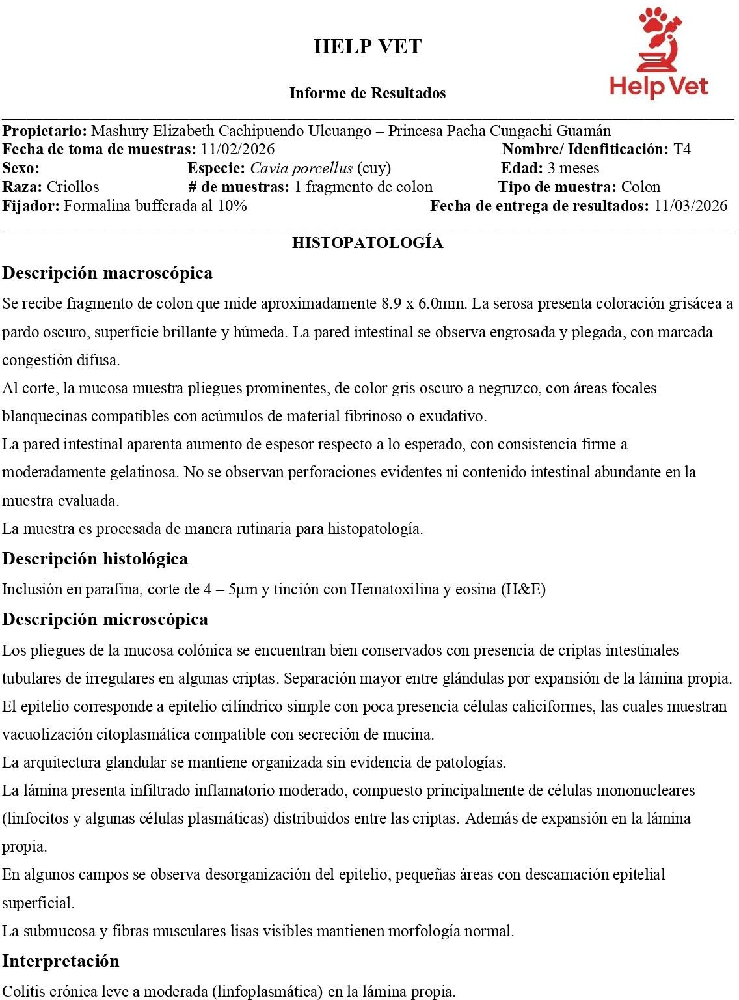 HELP VET
Help Vet
Informe de Resultados
Propietario: Mashury Elizabeth Cachipuendo Ulcuango – Princesa Pacha Cungachi Guamán
Fecha de toma de muestras: 11/02/2026 Nombre/ Idenfiticación: T4
Sexo: Especie: Cavia porcellus (cuy) Edad: 3 meses
Raza: Criollos # de muestras: 1 fragmento de colon Tipo de muestra: Colon
Fijador: Formalina bufferada al 10% Fecha de entrega de resultados: 11/03/2026
HISTOPATOLOGÍA
Descripción macroscópica
Se recibe fragmento de colon que mide aproximadamente 8.9 x 6.0mm. La serosa presenta coloración grisácea a
pardo oscuro, superficie brillante y húmeda. La pared intestinal se observa engrosada y plegada, con marcada
congestión difusa.
Al corte, la mucosa muestra pliegues prominentes, de color gris oscuro a negruzco, con áreas focales
blanquecinas compatibles con acúmulos de material fibrinoso o exudativo.
La pared intestinal aparenta aumento de espesor respecto a lo esperado, con consistencia firme a
moderadamente gelatinosa. No se observan perforaciones evidentes ni contenido intestinal abundante en la
muestra evaluada.
La muestra es procesada de manera rutinaria para histopatología.
Descripción histológica
Inclusión en parafina, corte de 4 – 5µm y tinción con Hematoxilina y eosina (H&E)
Descripción microscópica
Los pliegues de la mucosa colónica se encuentran bien conservados con presencia de criptas intestinales
tubulares de irregulares en algunas criptas. Separación mayor entre glándulas por expansión de la lámina propia.
El epitelio corresponde a epitelio cilíndrico simple con poca presencia células caliciformes, las cuales muestran
vacuolización citoplasmática compatible con secreción de mucina.
La arquitectura glandular se mantiene organizada sin evidencia de patologías.
La lámina presenta infiltrado inflamatorio moderado, compuesto principalmente de células mononucleares
(linfocitos y algunas células plasmáticas) distribuidos entre las criptas. Además de expansión en la lámina
propia.
En algunos campos se observa desorganización del epitelio, pequeñas áreas con descamación epitelial
superficial.
La submucosa y fibras musculares lisas visibles mantienen morfología normal.
Interpretación
Colitis crónica leve a moderada (linfoplasmática) en la lámina propia.